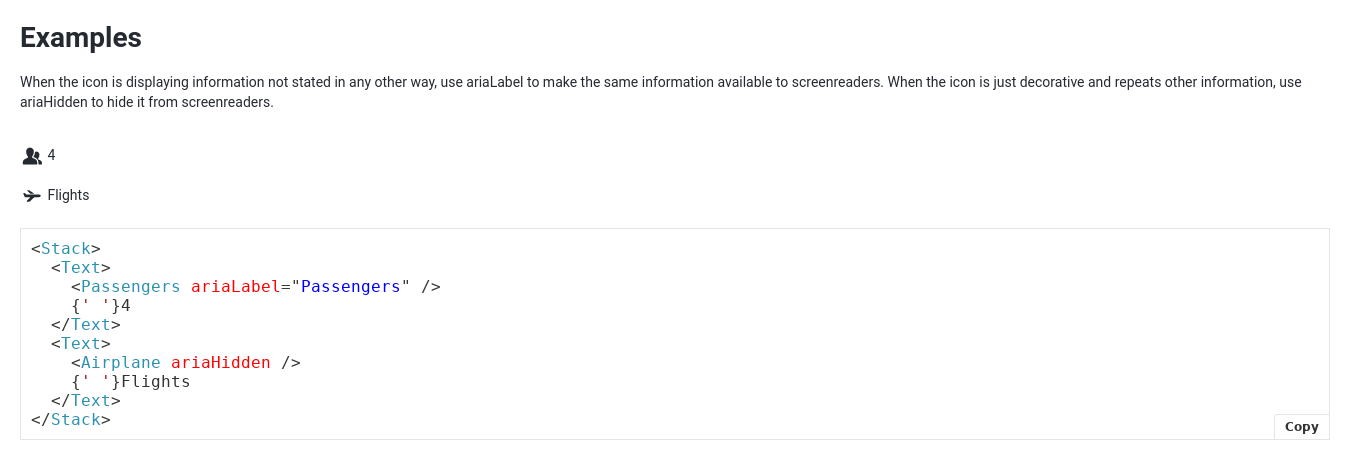 Examples
When the icon is displaying information not stated in any other way, use ariaLabel to make the same information available to screenreaders. When the icon is just decorative and repeats other information, use
ariaHidden to hide it from screenreaders.
4
Flights
<Stack>
  <Text>
    <Passengers ariaLabel="Passengers" />
    {' '}4
  </Text>
  <Text>
    <Airplane ariaHidden />
    {' '}Flights
  </Text>
</Stack>
Copy